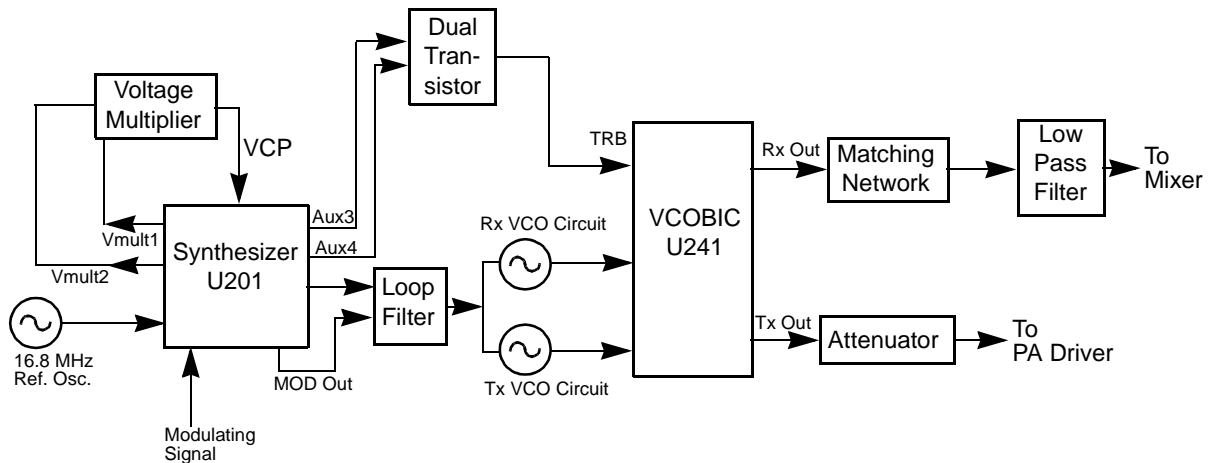 Dual
Tran-
sistor
Voltage
Multiplier
VCP
TRB
Rx Out
Matching
Network
Low
Pass
Filter
To
Mixer
Aux3
Vmult1
Synthesizer
U201
Aux4
Vmult2
Rx VCO Circuit
VCOBIC
U241
Loop
Filter
16.8 MHz
Ref. Osc.
MOD Out
Tx VCO Circuit
Tx Out
Attenuator
To
PA Driver
Modulating
Signal